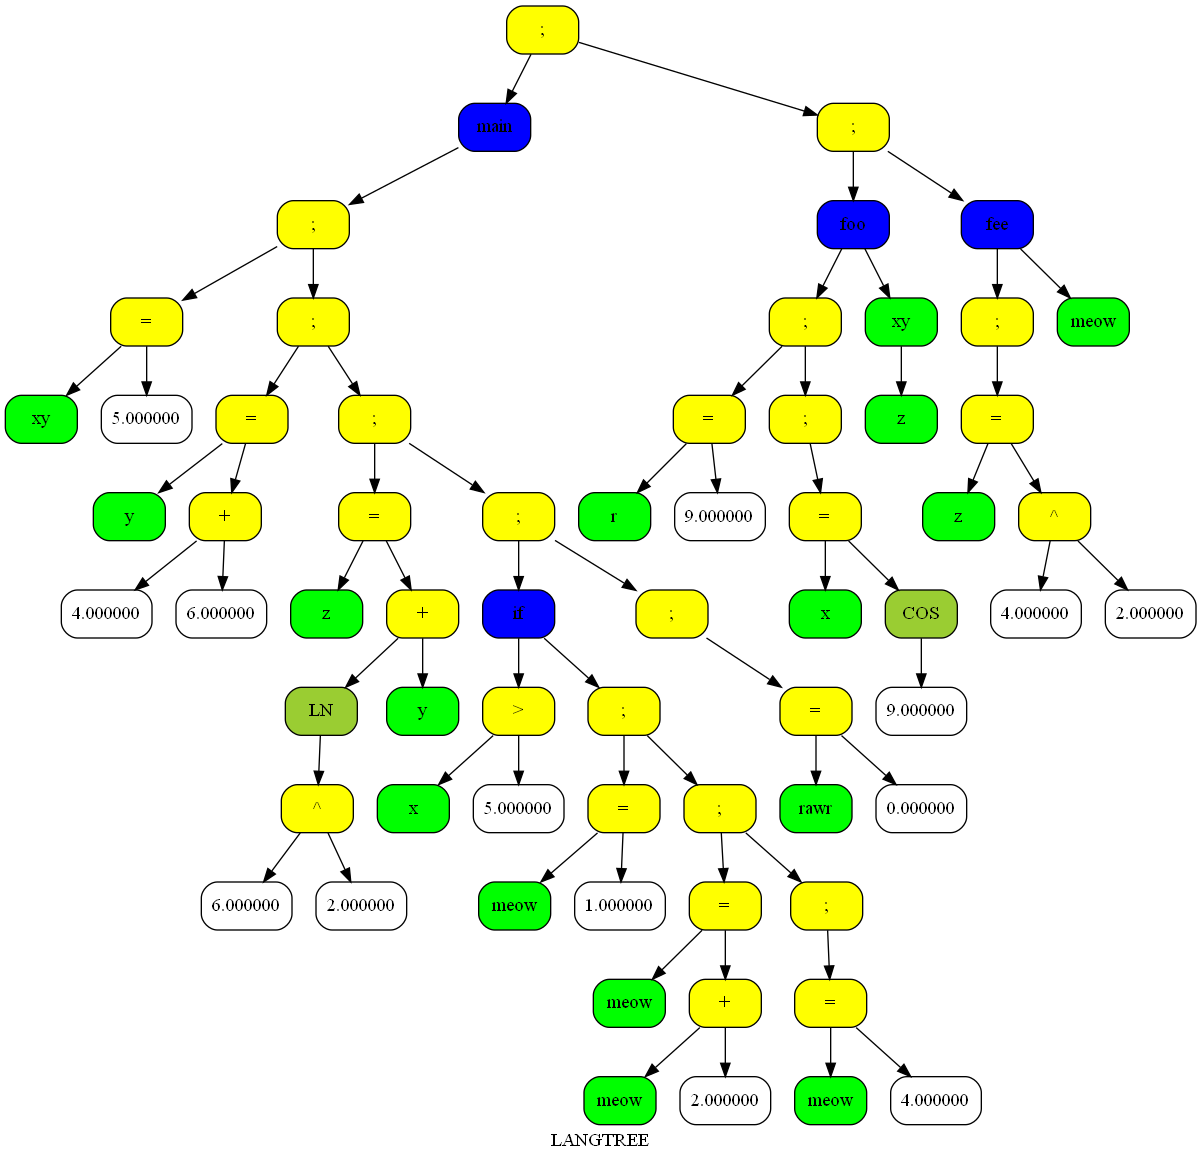 ;
main ;
; foo fee
= ; ; xy ; meow
xy 5.000000 = ; = ; z =
y + = ; r 9.000000 = z ^
4.000000 6.000000 z + if ; x COS 4.000000 2.000000
LN y > ; = 9.000000
^ x 5.000000 = ; rawr 0.000000
6.000000 2.000000 meow 1.000000 = ;
meow + =
meow 2.000000 meow 4.000000
LANGTREE